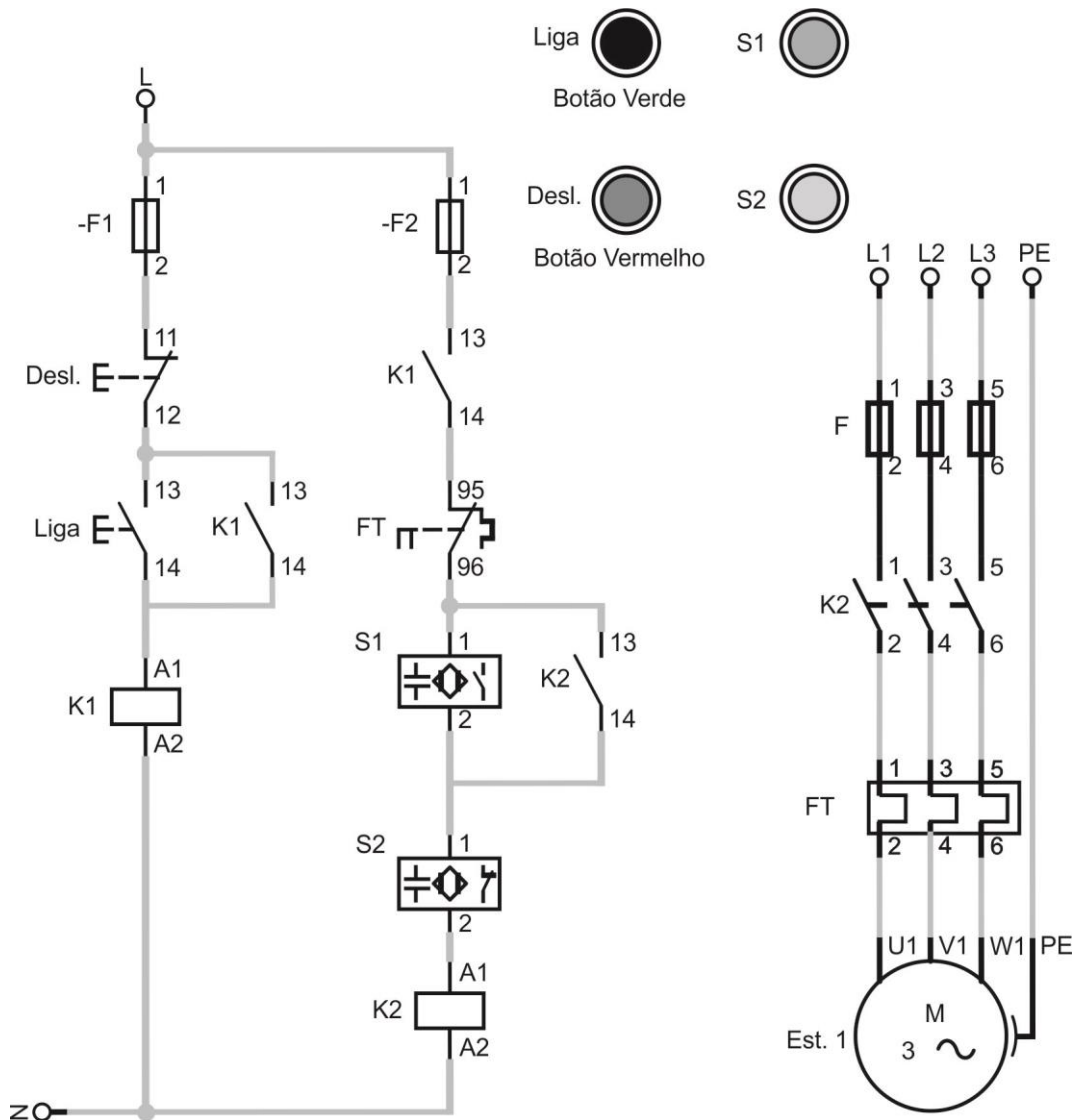 Liga
Botão Verde
S1
Desl.
Botão Vermelho
S2
L
-F1
1
2
Desl.
11
12
Liga
13
14
K1
13
14
K1
A1
A2
N
-F2
1
2
K1
13
14
FT
95
96
S1
1
2
K2
13
14
S2
1
2
K2
A1
A2
L1 L2 L3 PE
F
1 3 5
2 4 6
K2
1 3 5
2 4 6
FT
1 3 5
2 4 6
U1 V1 W1 PE
Est. 1
M
3